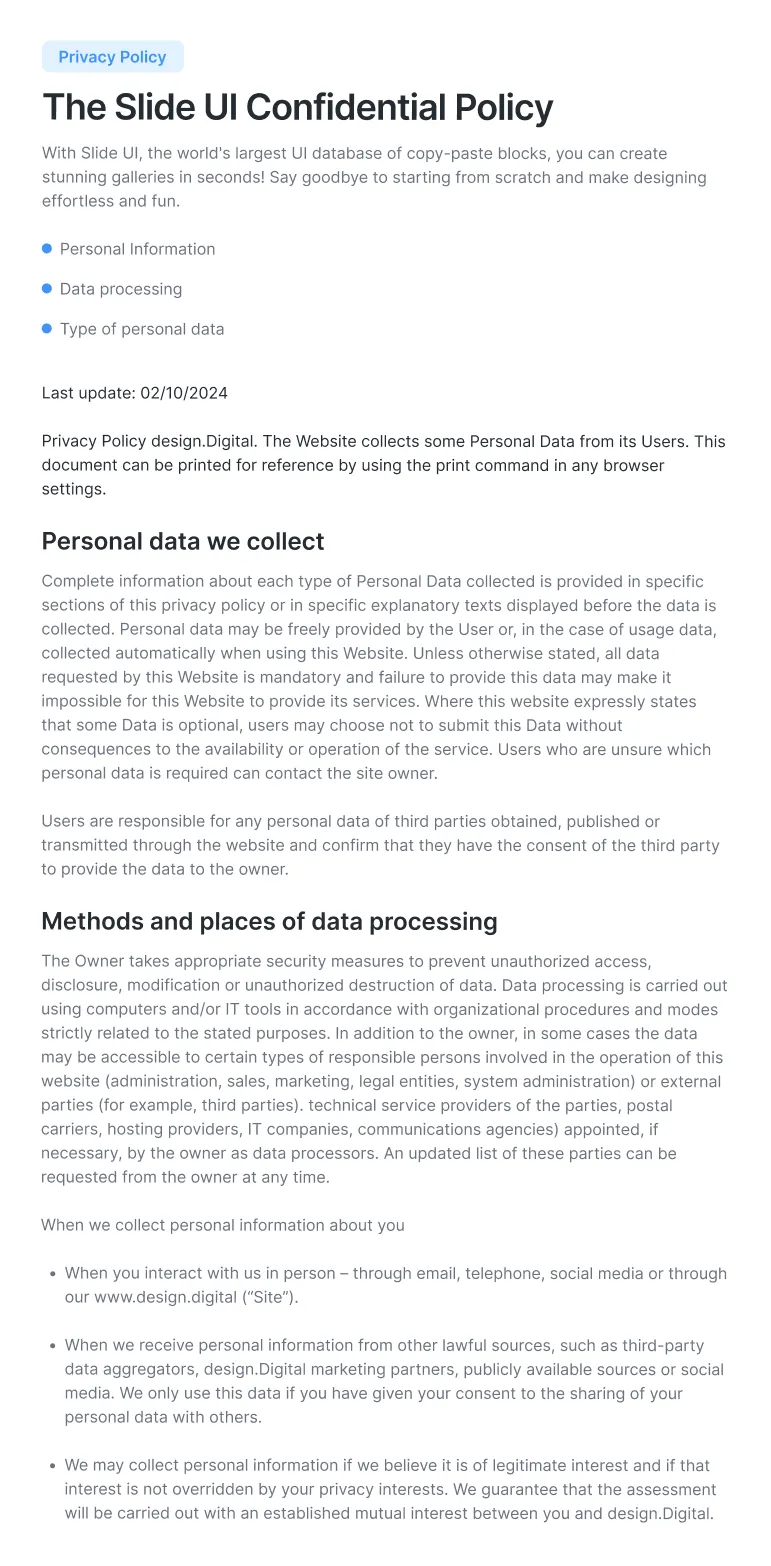 Privacy Policy
The Slide UI Confidential Policy
With Slide UI, the world's largest UI database of copy-paste blocks, you can create
stunning galleries in seconds! Say goodbye to starting from scratch and make designing
effortless and fun.
Personal Information
Data processing
Type of personal data
Last update: 02/10/2024
Privacy Policy design.Digital. The Website collects some Personal Data from its Users. This
document can be printed for reference by using the print command in any browser
settings.
Personal data we collect
Complete information about each type of Personal Data collected is provided in specific
sections of this privacy policy or in specific explanatory texts displayed before the data is
collected. Personal data may be freely provided by the User or, in the case of usage data,
collected automatically when using this Website. Unless otherwise stated, all data
requested by this Website is mandatory and failure to provide this data may make it
impossible for this Website to provide its services. Where this website expressly states
that some Data is optional, users may choose not to submit this Data without
consequences to the availability or operation of the service. Users who are unsure which
personal data is required can contact the site owner.
Users are responsible for any personal data of third parties obtained, published or
transmitted through the website and confirm that they have the consent of the third party
to provide the data to the owner.
Methods and places of data processing
The Owner takes appropriate security measures to prevent unauthorized access,
disclosure, modification or unauthorized destruction of data. Data processing is carried out
using computers and/or IT tools in accordance with organizational procedures and modes
strictly related to the stated purposes. In addition to the owner, in some cases the data
may be accessible to certain types of responsible persons involved in the operation of this
website (administration, sales, marketing, legal entities, system administration) or external
parties (for example, third parties). technical service providers of the parties, postal
carriers, hosting providers, IT companies, communications agencies) appointed, if
necessary, by the owner as data processors. An updated list of these parties can be
requested from the owner at any time.
When we collect personal information about you
• When you interact with us in person – through email, telephone, social media or through
our www.design.digital (“Site”).
• When we receive personal information from other lawful sources, such as third-party
data aggregators, design.Digital marketing partners, publicly available sources or social
media. We only use this data if you have given your consent to the sharing of your
personal data with others.
• We may collect personal information if we believe it is of legitimate interest and if that
interest is not overridden by your privacy interests. We guarantee that the assessment
will be carried out with an established mutual interest between you and design.Digital.